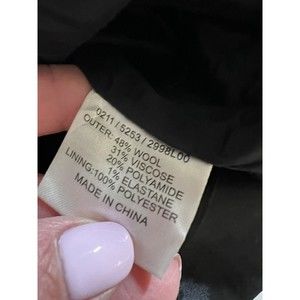 0211 / 5253 / 2998L00
OUTER: 48% WOOL
31% VISCOSE
20% POLYAMIDE
1% ELASTANE
LINING: 100% POLYESTER
MADE IN CHINA